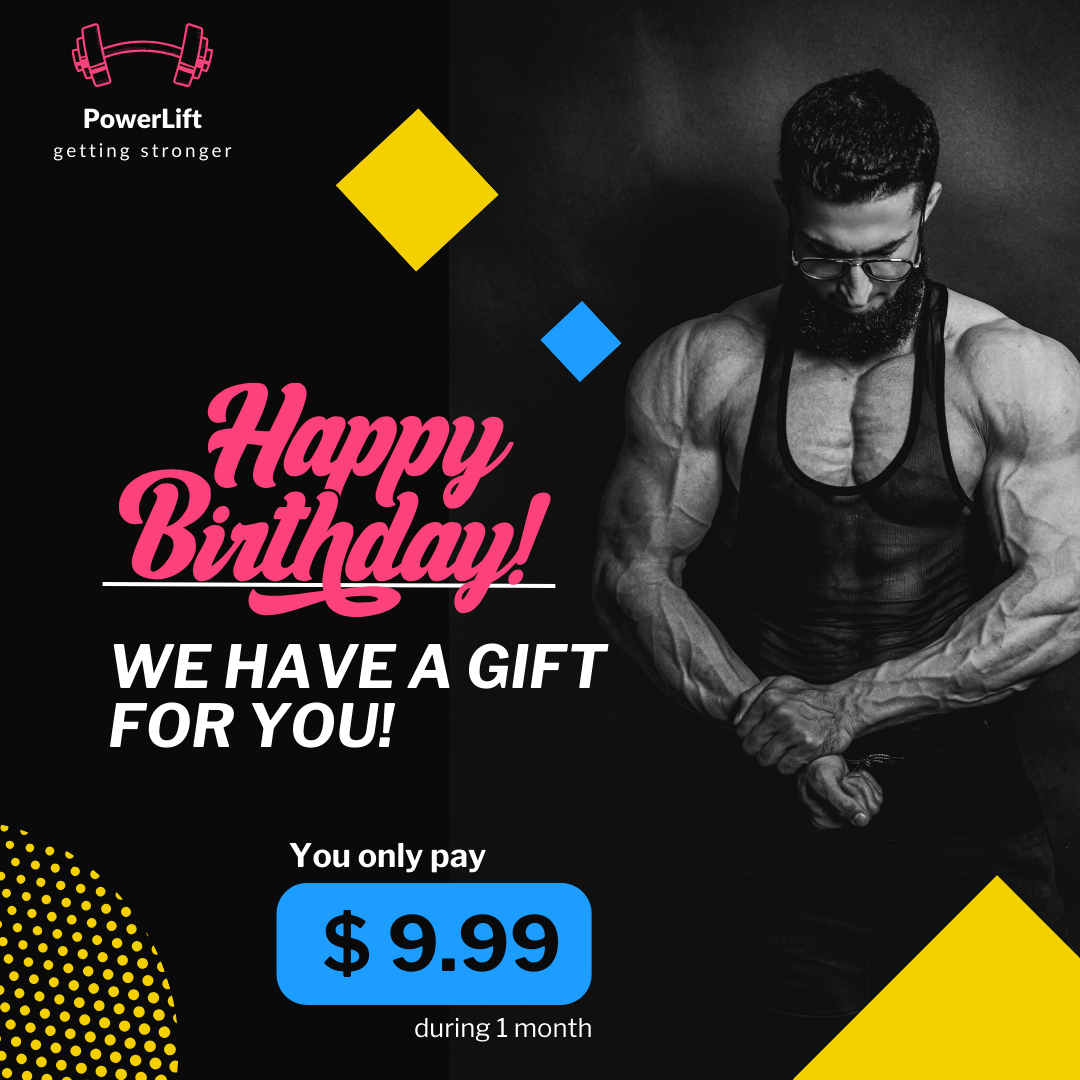 PowerLift
getting stronger
Happy
Birthday!
WE HAVE A GIFT
FOR YOU!
You only pay
$ 9.99
during 1 month